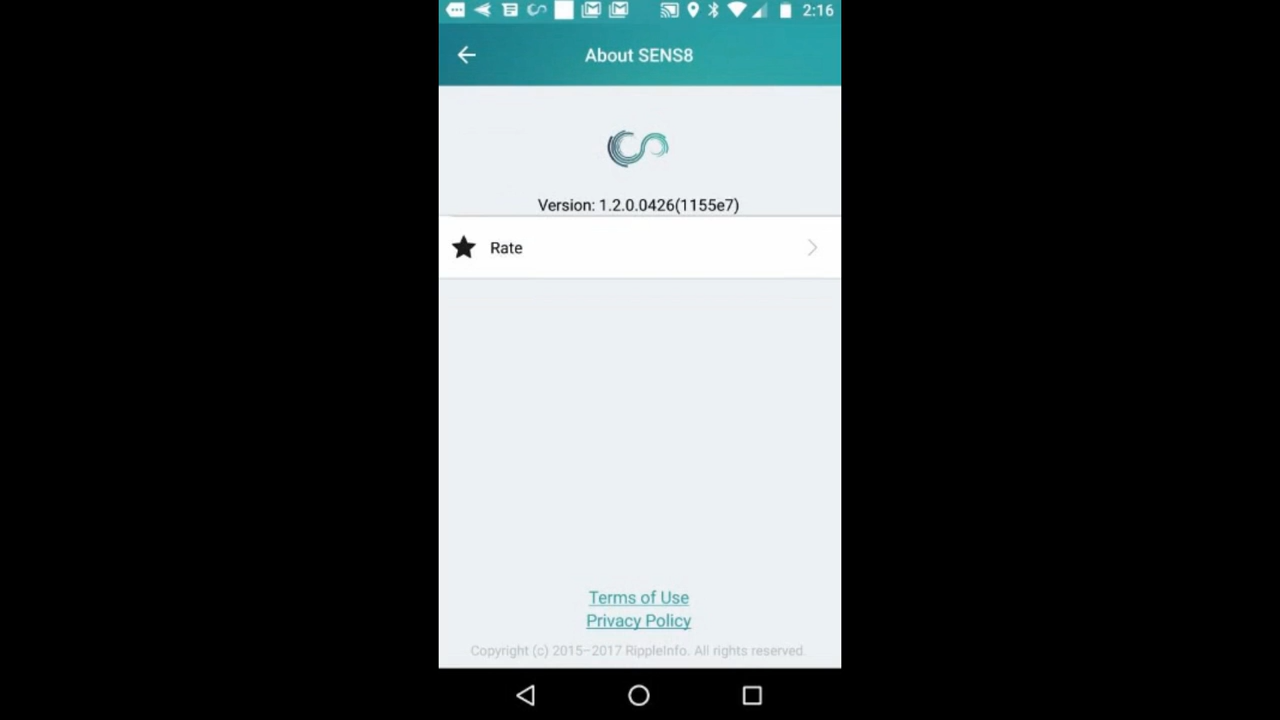 2:16
About SENS8
Version: 1.2.0.0426(1155e7)
Rate
Terms of Use
Privacy Policy
Copyright (c) 2015-2017 RippleInfo. All rights reserved.